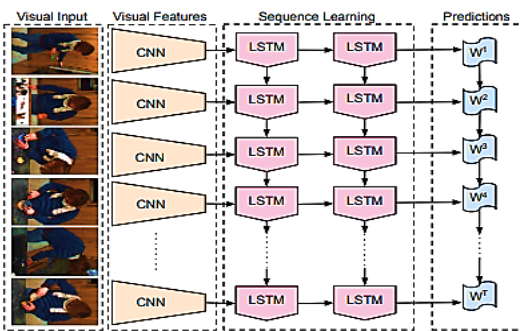 Visual Input Visual Features Sequence Learning Predictions
CNN LSTM LSTM W¹
CNN LSTM LSTM W²
CNN LSTM LSTM W³
CNN LSTM LSTM W⁴
CNN LSTM LSTM Wᵀ